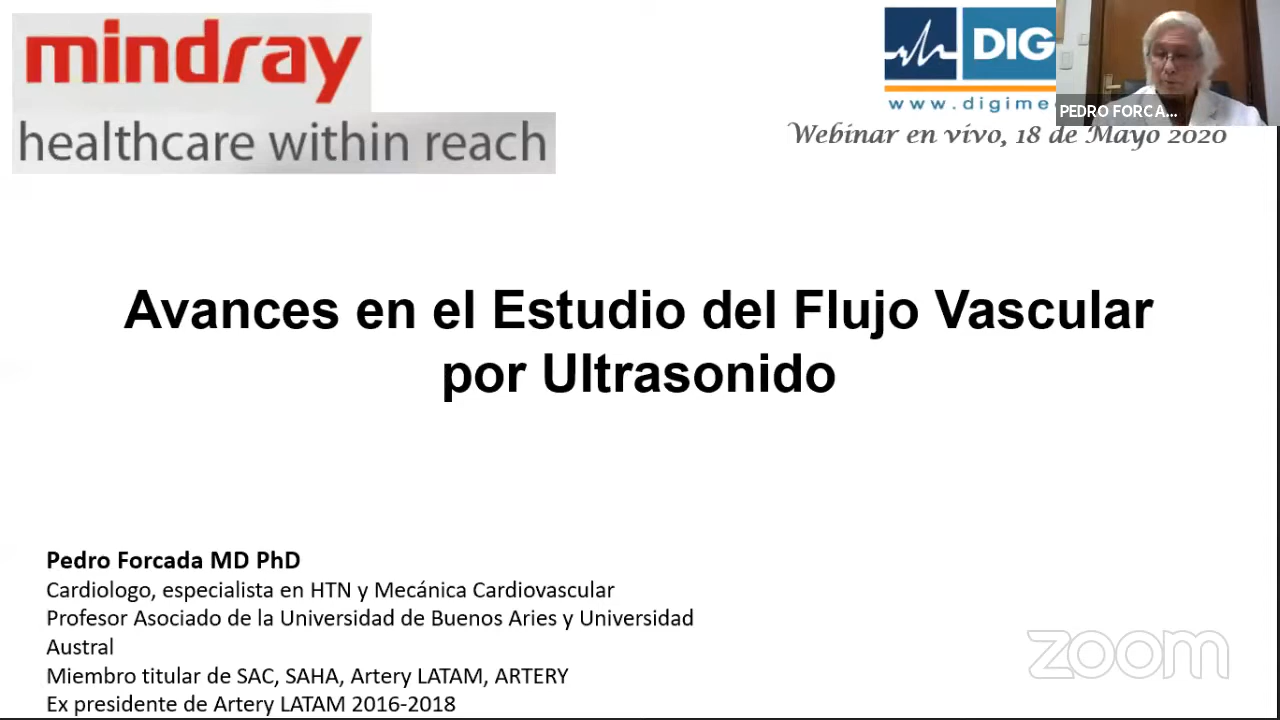 mindray
healthcare within reach
DIG
www.digime
PEDRO FORCA...
Webinar en vivo, 18 de Mayo 2020
Avances en el Estudio del Flujo Vascular
por Ultrasonido
Pedro Forcada MD PhD
Cardiologo, especialista en HTN y Mecánica Cardiovascular
Profesor Asociado de la Universidad de Buenos Aries y Universidad
Austral
Miembro titular de SAC, SAHA, Artery LATAM, ARTERY
Ex presidente de Artery LATAM 2016-2018
zoom